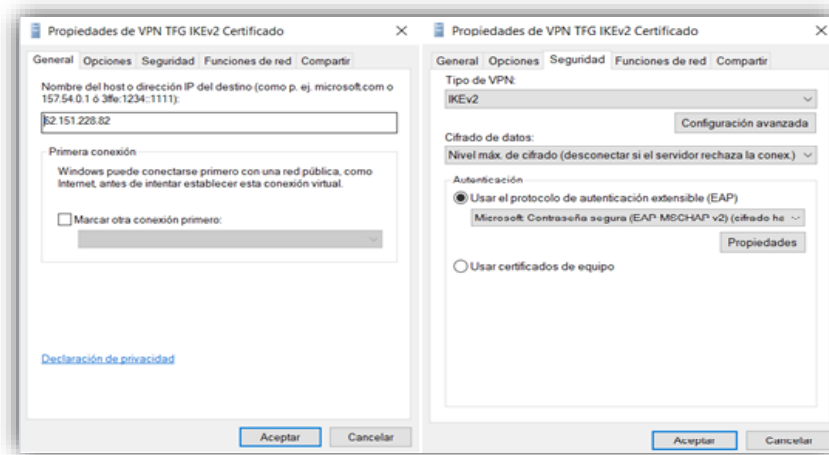 Propiedades de VPN TFG IKEv2 Certificado
General Opciones Seguridad Funciones de red Compartir
Nombre del host o dirección IP del destino (como p. ej. microsoft.com o
157.54.0.1 ó 3ffe:1234::1111):
62.151.228.82
Primera conexión
Windows puede conectarse primero con una red pública, como
Internet, antes de intentar establecer esta conexión virtual.
Marcar otra conexión primero:
Declaración de privacidad
Aceptar Cancelar
Propiedades de VPN TFG IKEv2 Certificado
General Opciones Seguridad Funciones de red Compartir
Tipo de VPN:
IKEv2
Configuración avanzada
Cifrado de datos:
Nivel máx. de cifrado (desconectar si el servidor rechaza la conex.)
Autenticación
Usar el protocolo de autenticación extensible (EAP)
Microsoft: Contraseña segura (EAP MSCHAP v2) (cifrado ha
Propiedades
Usar certificados de equipo
Aceptar Cancelar